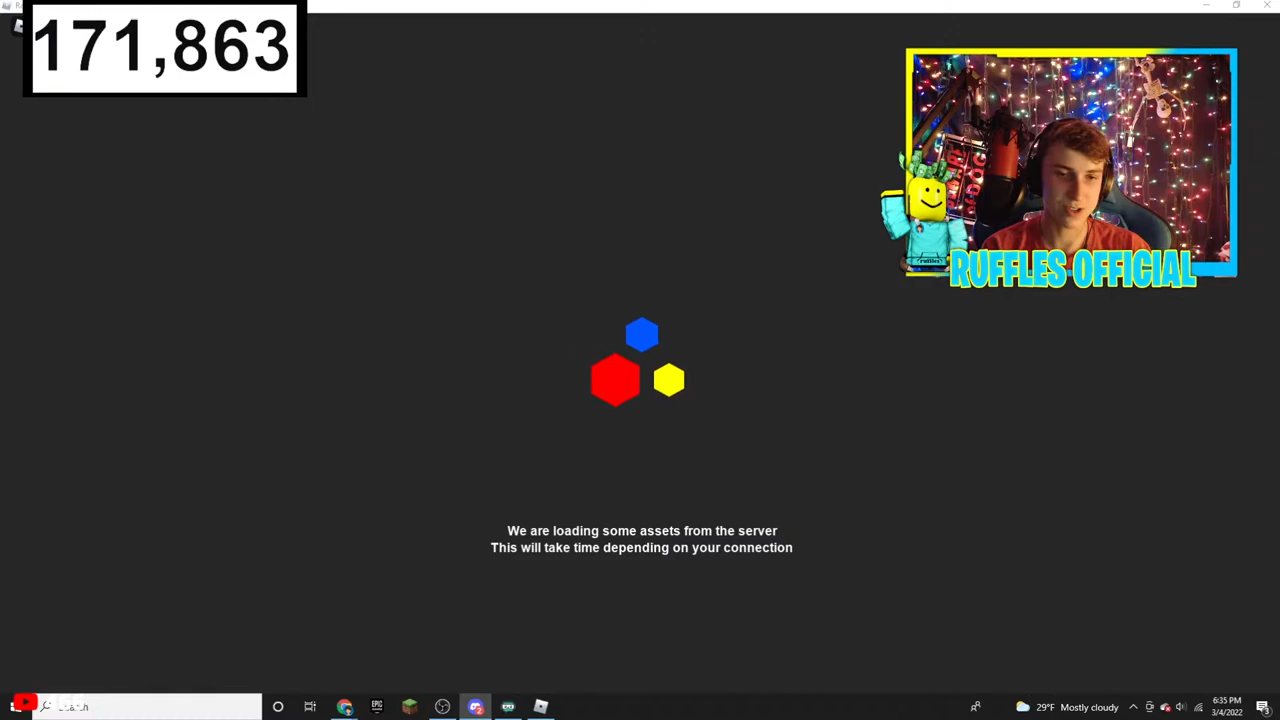 171,863
RUFFLES OFFICIAL
We are loading some assets from the server
This will take time depending on your connection
EPIC
29°F Mostly cloudy
6:35 PM
3/4/2022